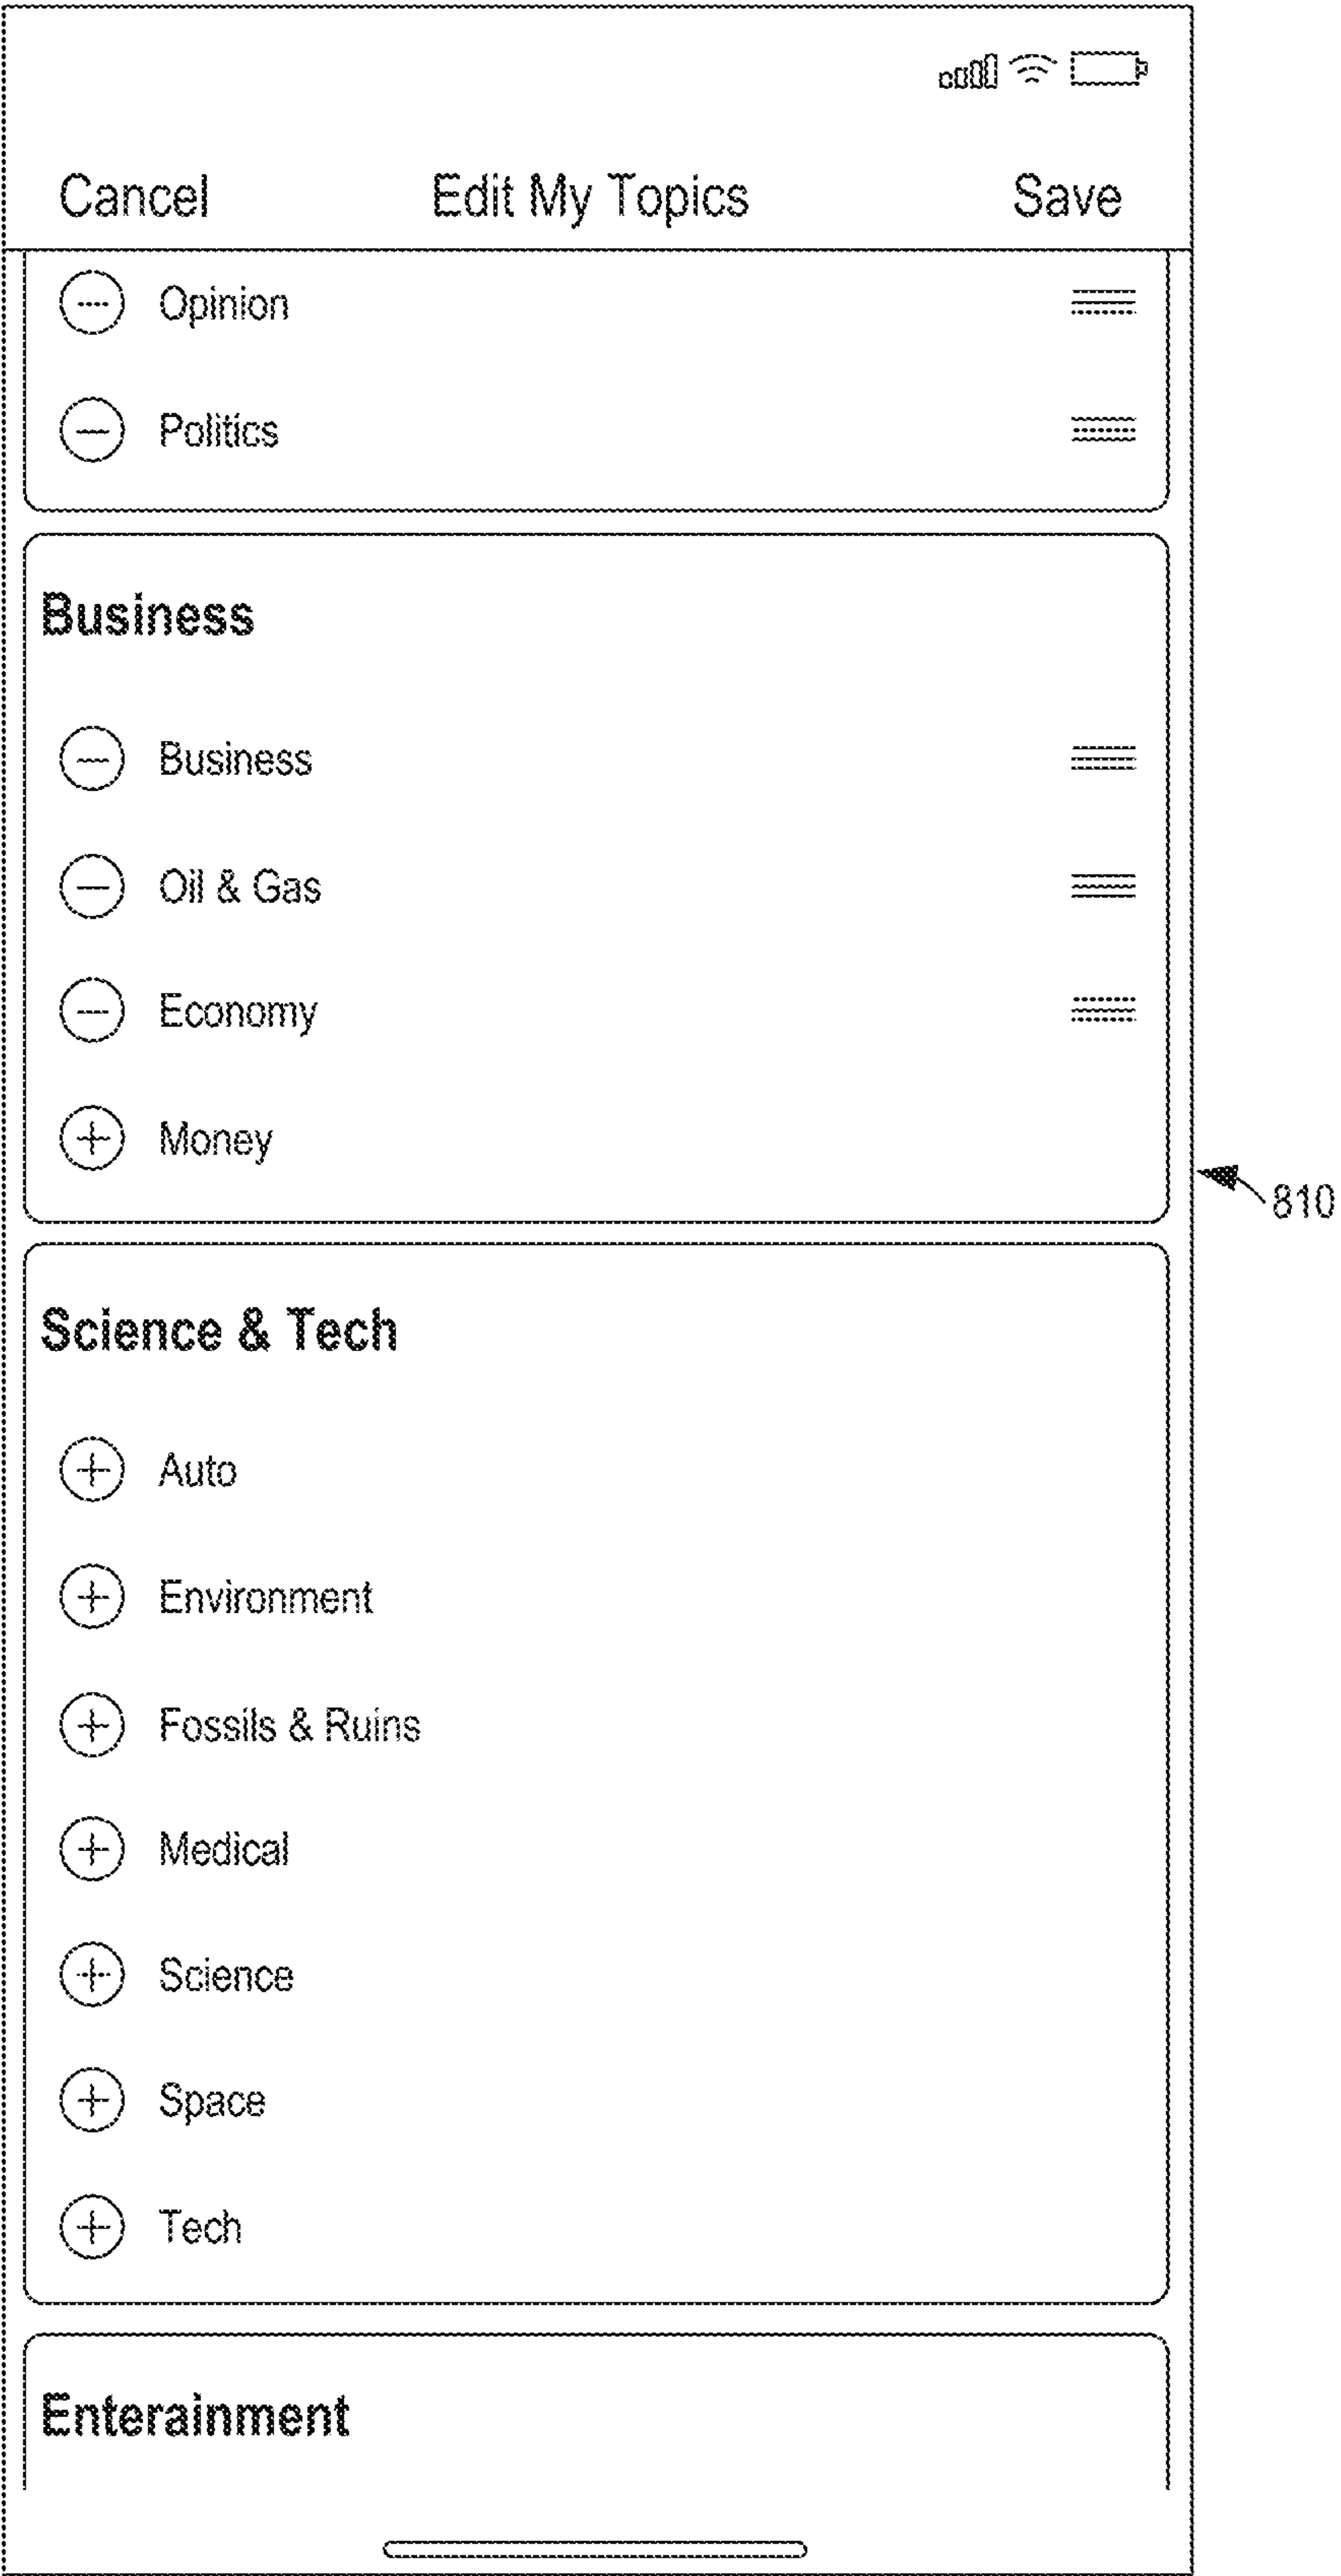 Cancel Edit My Topics Save
Opinion
Politics
Business
Business
Oil & Gas
Economy
Money
810
Science & Tech
Auto
Environment
Fossils & Ruins
Medical
Science
Space
Tech
Enterainment